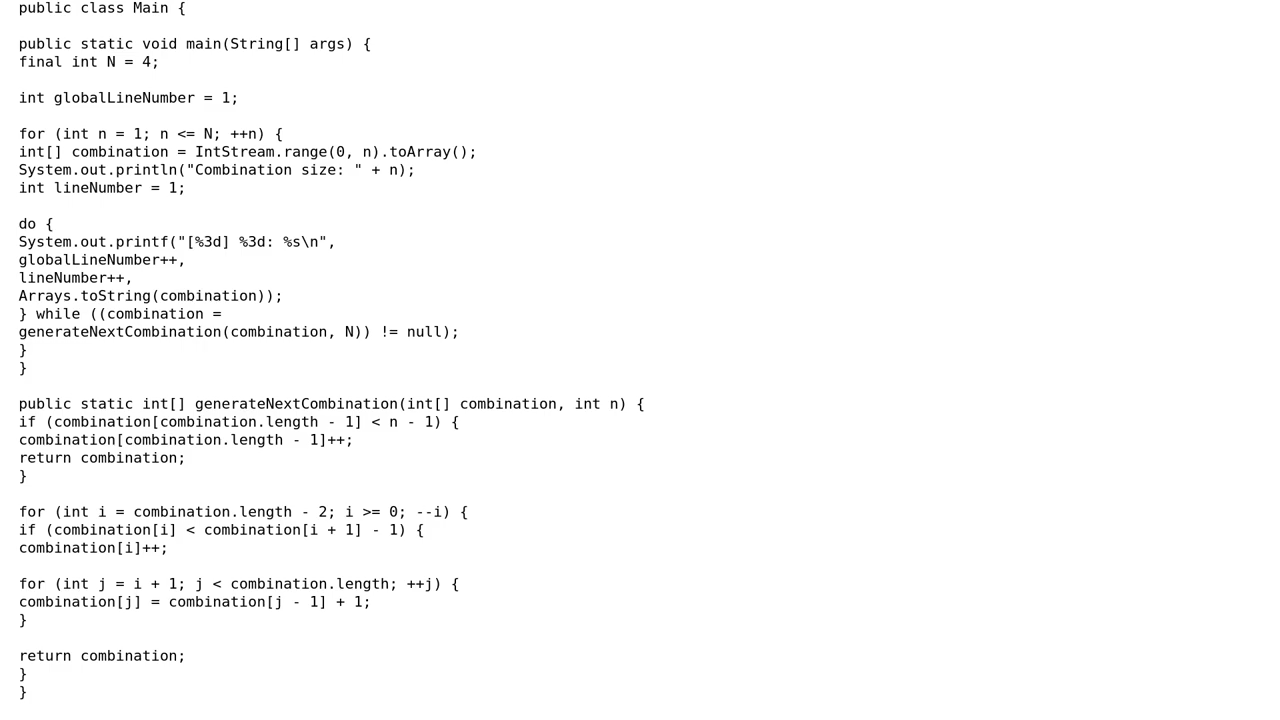 public class Main {
public static void main(String[] args) {
final int N = 4;
int globalLineNumber = 1;
for (int n = 1; n <= N; ++n) {
int[] combination = IntStream.range(0, n).toArray();
System.out.println("Combination size: " + n);
int lineNumber = 1;
do {
System.out.printf("[%3d] %3d: %s\n",
globalLineNumber++,
lineNumber++,
Arrays.toString(combination));
} while ((combination =
generateNextCombination(combination, N)) != null);
}
}
public static int[] generateNextCombination(int[] combination, int n) {
if (combination[combination.length - 1] < n - 1) {
combination[combination.length - 1]++;
return combination;
}
for (int i = combination.length - 2; i >= 0; --i) {
if (combination[i] < combination[i + 1] - 1) {
combination[i]++;
for (int j = i + 1; j < combination.length; ++j) {
combination[j] = combination[j - 1] + 1;
}
return combination;
}
}